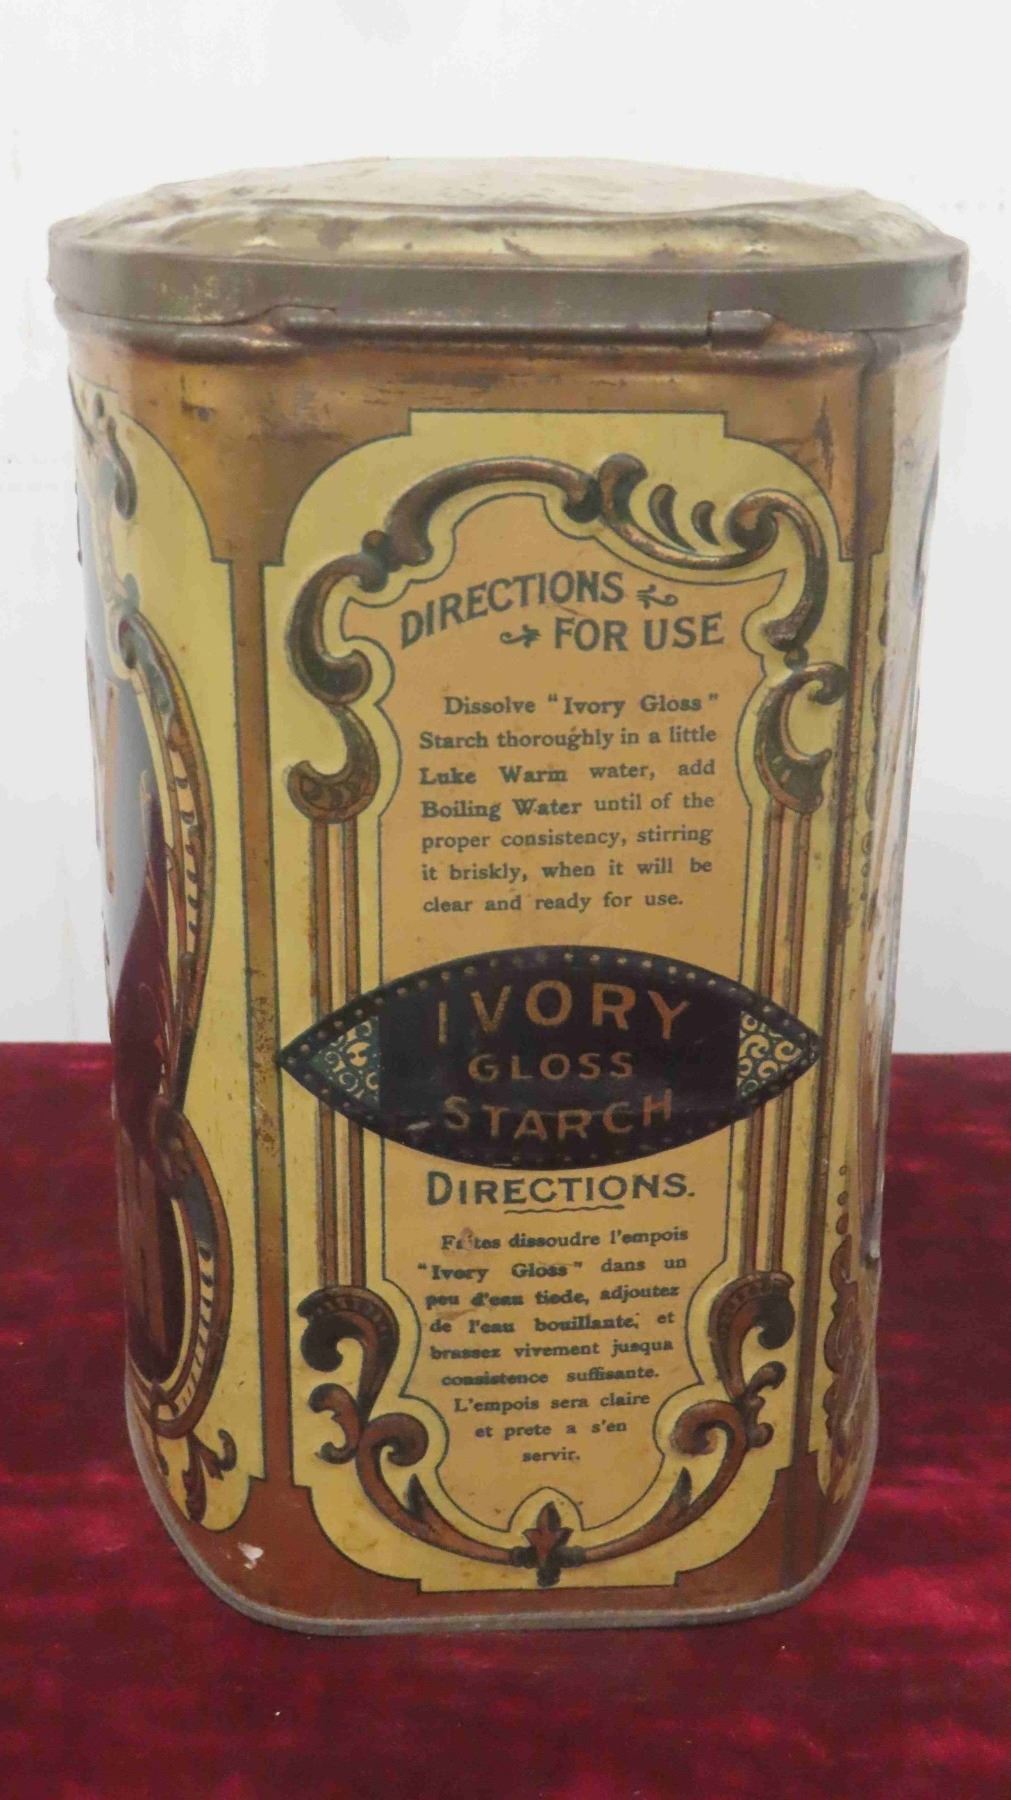 DIRECTIONS
FOR USE
Dissolve "Ivory Gloss"
Starch thoroughly in a little
Luke Warm water, add
Boiling Water until of the
proper consistency, stirring
it briskly, when it will be
clear and ready for use.
IVORY
GLOSS
STARCH
DIRECTIONS.
Faites dissoudre l'empois
"Ivory Gloss" dans un
peu d'eau tiede, adjoutez
de l'eau bouillante, et
brassez vivement jusqua
consistence suffisante.
L'empois sera claire
et prete a s'en
servir.